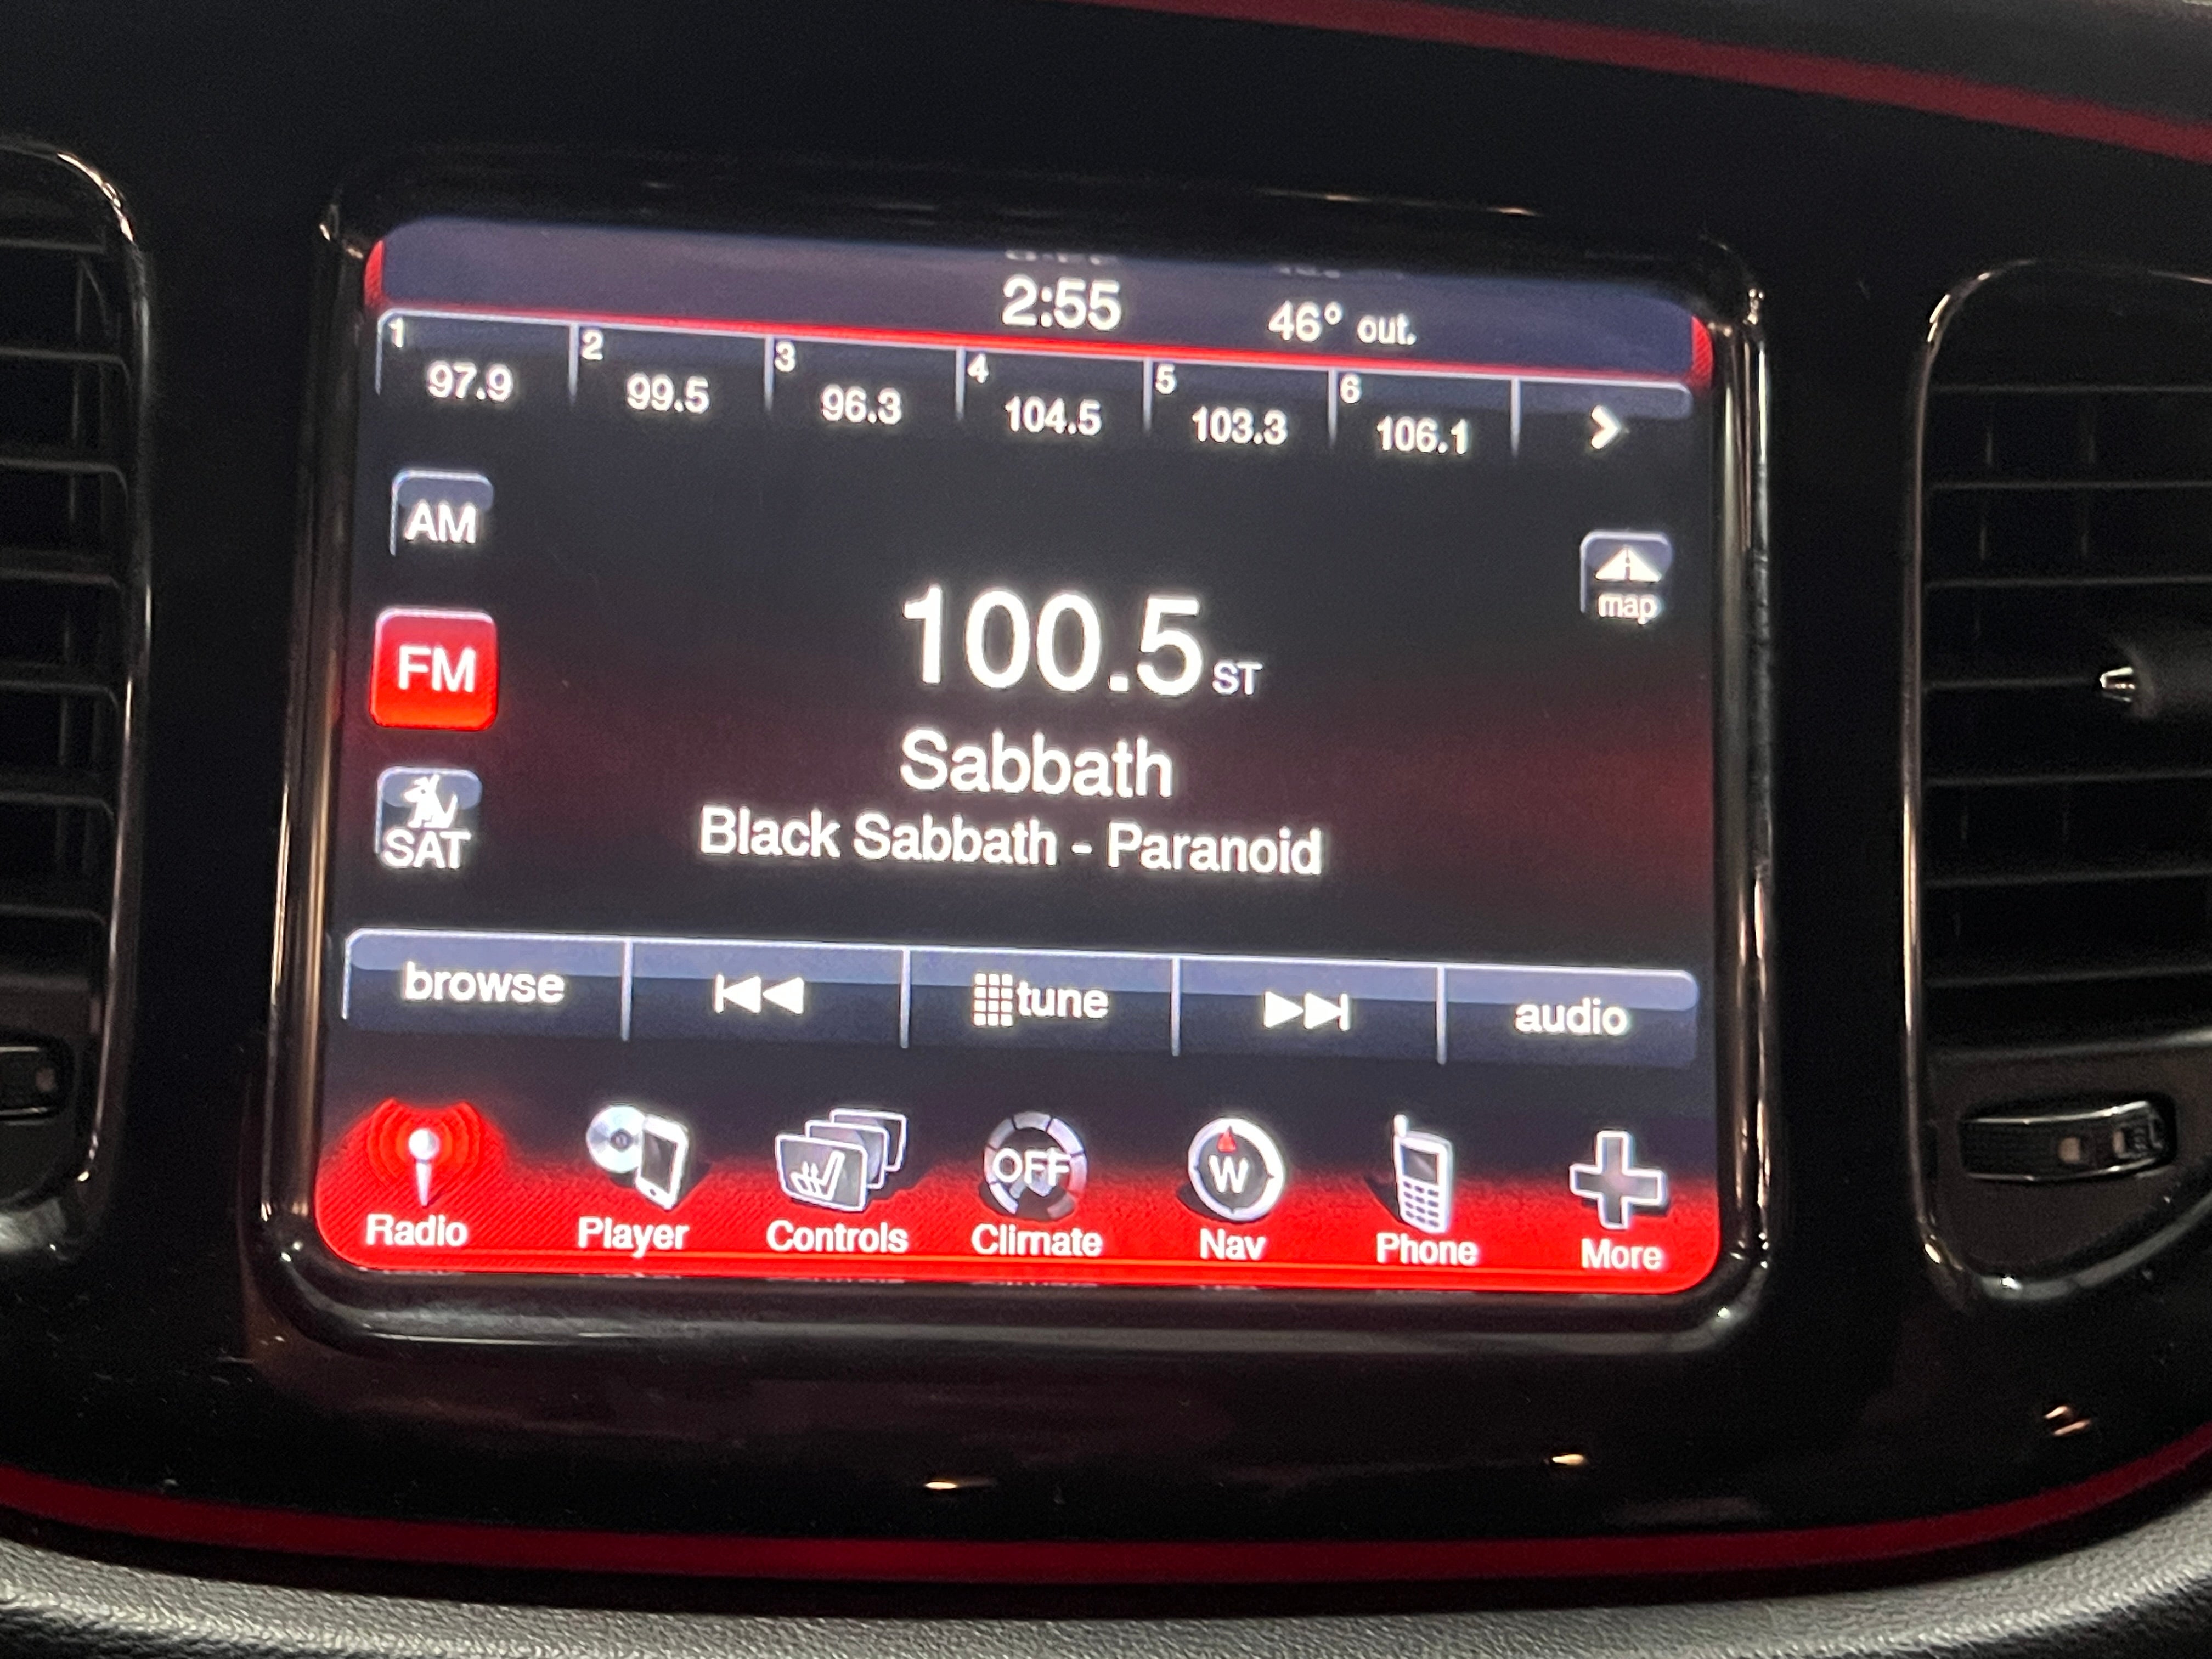 2:55 46° out.
1 97.9 2 99.5 3 96.3 4 104.5 5 103.3 6 106.1
AM
map
FM
100.5 ST
Sabbath
SAT
Black Sabbath - Paranoid
browse tune audio
OFF W
Radio Player Controls Climate Nav Phone More